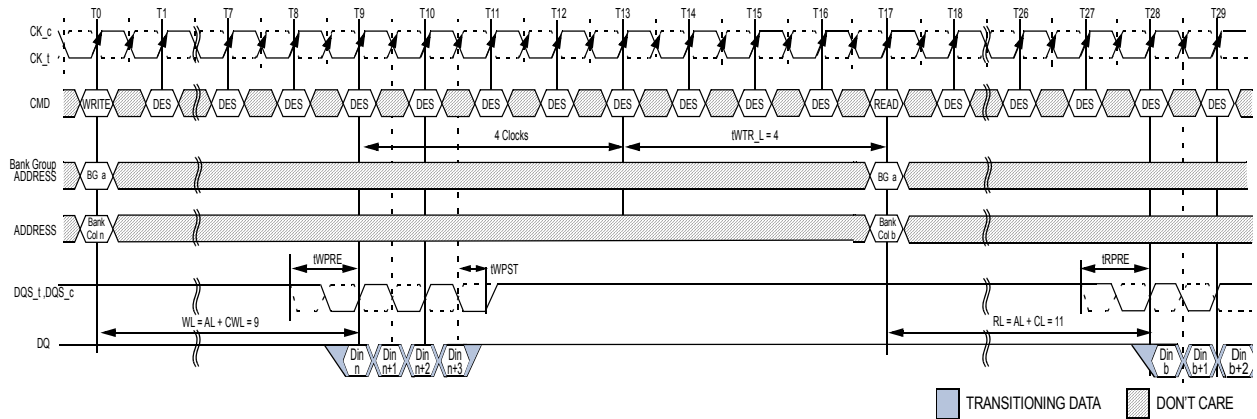 T0 T1 T7 T8 T9 T10 T11 T12 T13 T14 T15 T16 T17 T18 T26 T27 T28 T29
CK_c
CK_t
CMD WRITE DES DES DES DES DES DES DES DES DES DES DES READ DES DES DES DES DES
4 Clocks tWTR_L = 4
Bank Group
ADDRESS BG a BG a
ADDRESS Bank Col n Bank Col b
tWPRE tWPST tRPRE
DQS_t ,DQS_c
WL = AL + CWL = 9 RL = AL + CL = 11
DQ Din n Din n+1 Din n+2 Din n+3 Din b Din b+1 Din b+2
TRANSITIONING DATA DON'T CARE